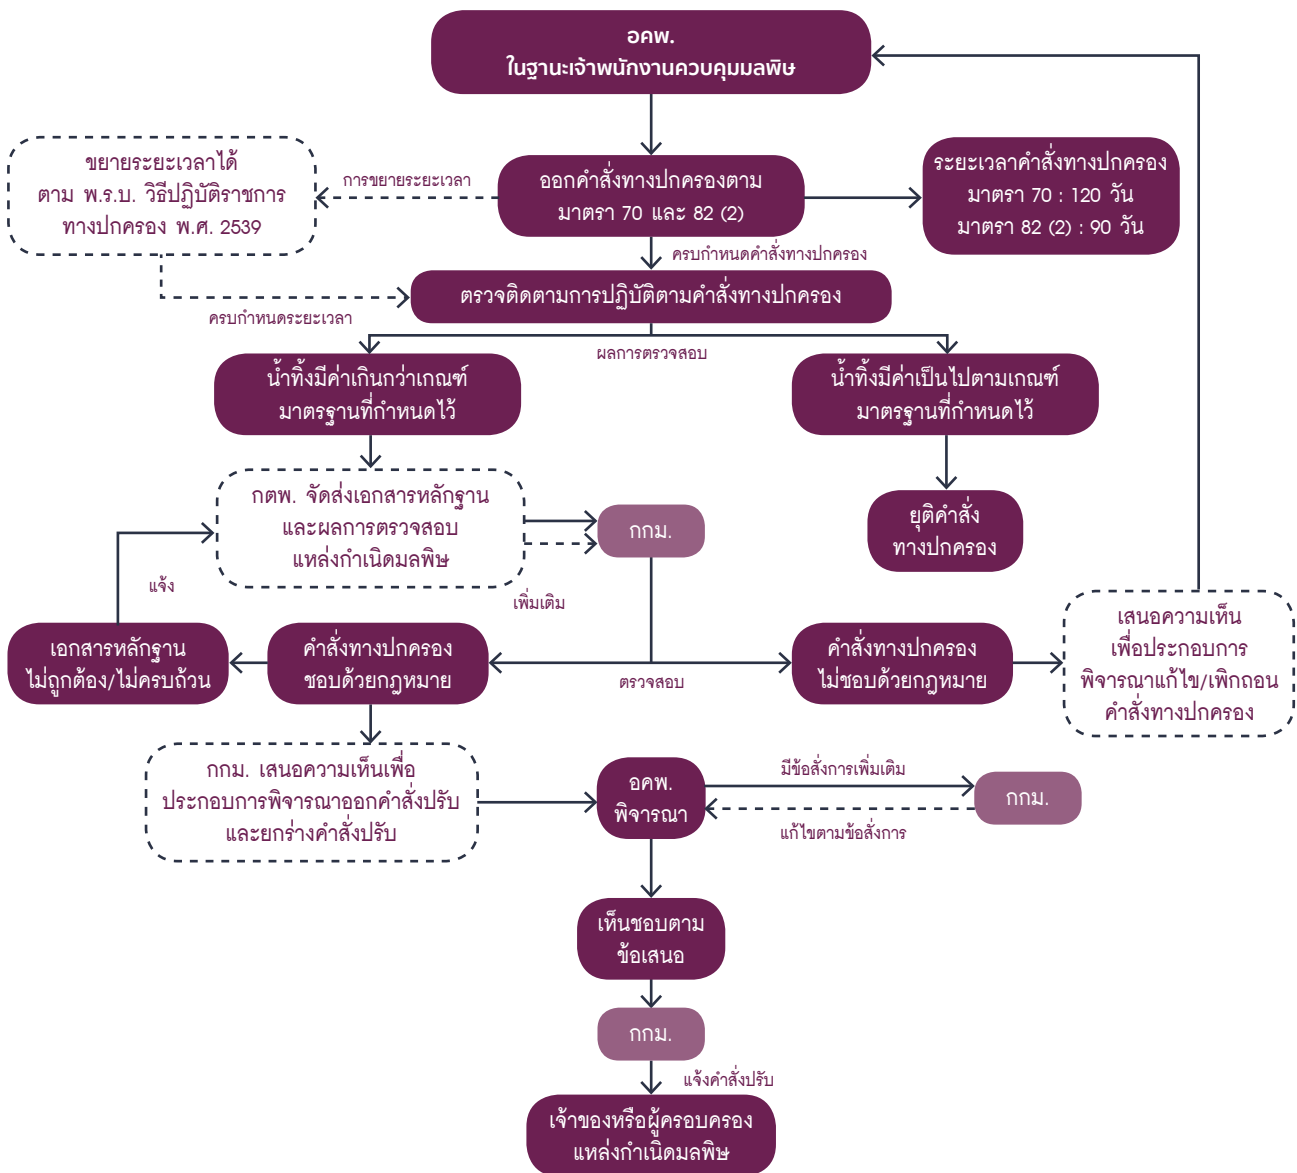 อคพ.
ในฐานะเจ้าพนักงานควบคุมมลพิษ
ขยายระยะเวลาได้
ตาม พ.ร.บ. วิธีปฏิบัติราชการ
ทางปกครอง พ.ศ. 2539
การขยายระยะเวลา
ออกคำสั่งทางปกครองตาม
มาตรา 70 และ 82 (2)
ระยะเวลาคำสั่งทางปกครอง
มาตรา 70 : 120 วัน
มาตรา 82 (2) : 90 วัน
ครบกำหนดคำสั่งทางปกครอง
ตรวจติดตามการปฏิบัติตามคำสั่งทางปกครอง
ครบกำหนดระยะเวลา
ผลการตรวจสอบ
น้ำทิ้งมีค่าเกินกว่าเกณฑ์
มาตรฐานที่กำหนดไว้
น้ำทิ้งมีค่าเป็นไปตามเกณฑ์
มาตรฐานที่กำหนดไว้
กตพ. จัดส่งเอกสารหลักฐาน
และผลการตรวจสอบ
แหล่งกำเนิดมลพิษ
กกม.
ยุติคำสั่ง
ทางปกครอง
แจ้ง
เพิ่มเติม
เอกสารหลักฐาน
ไม่ถูกต้อง/ไม่ครบถ้วน
คำสั่งทางปกครอง
ชอบด้วยกฎหมาย
ตรวจสอบ
คำสั่งทางปกครอง
ไม่ชอบด้วยกฎหมาย
เสนอความเห็น
เพื่อประกอบการ
พิจารณาแก้ไข/เพิกถอน
คำสั่งทางปกครอง
กกม. เสนอความเห็นเพื่อ
ประกอบการพิจารณาออกคำสั่งปรับ
และยกร่างคำสั่งปรับ
อคพ.
พิจารณา
มีข้อสั่งการเพิ่มเติม
แก้ไขตามข้อสั่งการ
กกม.
เห็นชอบตาม
ข้อเสนอ
กกม.
แจ้งคำสั่งปรับ
เจ้าของหรือผู้ครอบครอง
แหล่งกำเนิดมลพิษ